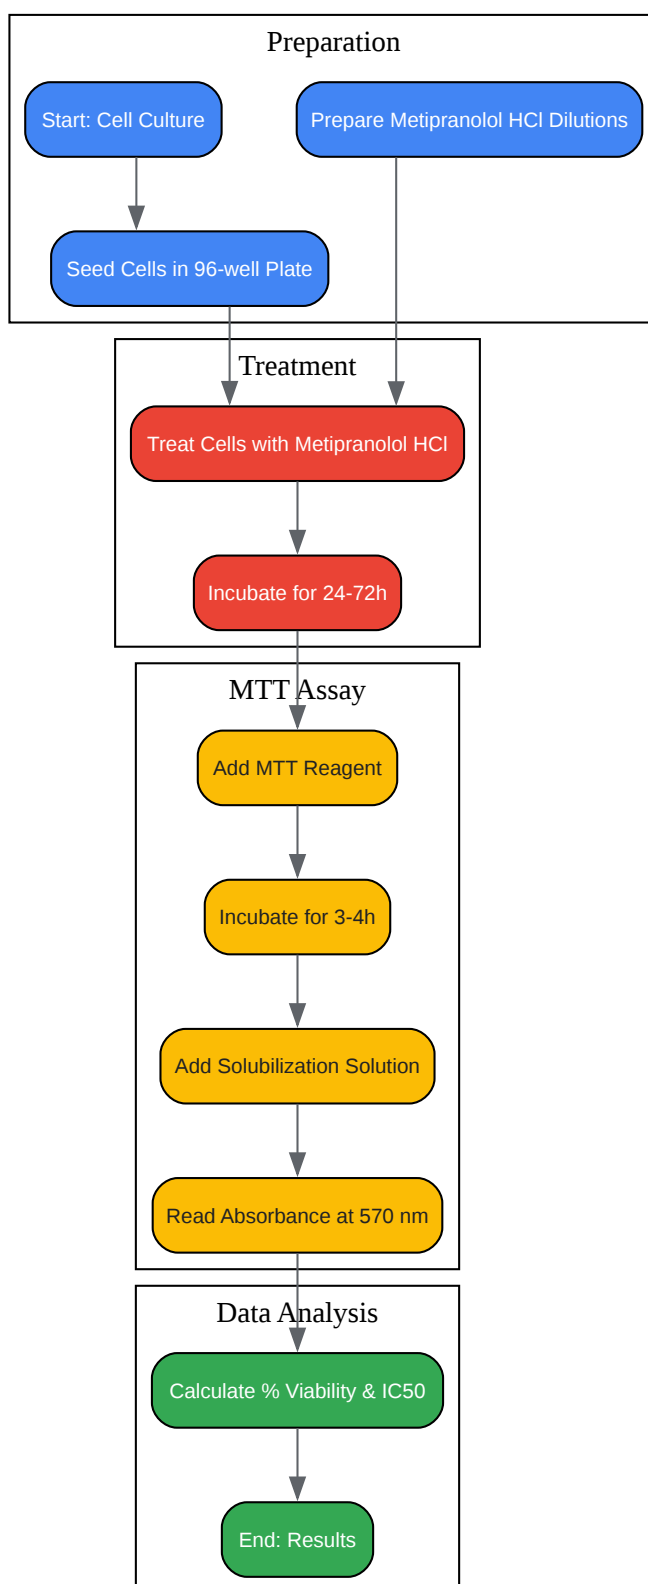 Preparation
Start: Cell Culture
Prepare Metipranolol HCl Dilutions
Seed Cells in 96-well Plate
Treatment
Treat Cells with Metipranolol HCl
Incubate for 24-72h
MTT Assay
Add MTT Reagent
Incubate for 3-4h
Add Solubilization Solution
Read Absorbance at 570 nm
Data Analysis
Calculate % Viability & IC50
End: Results